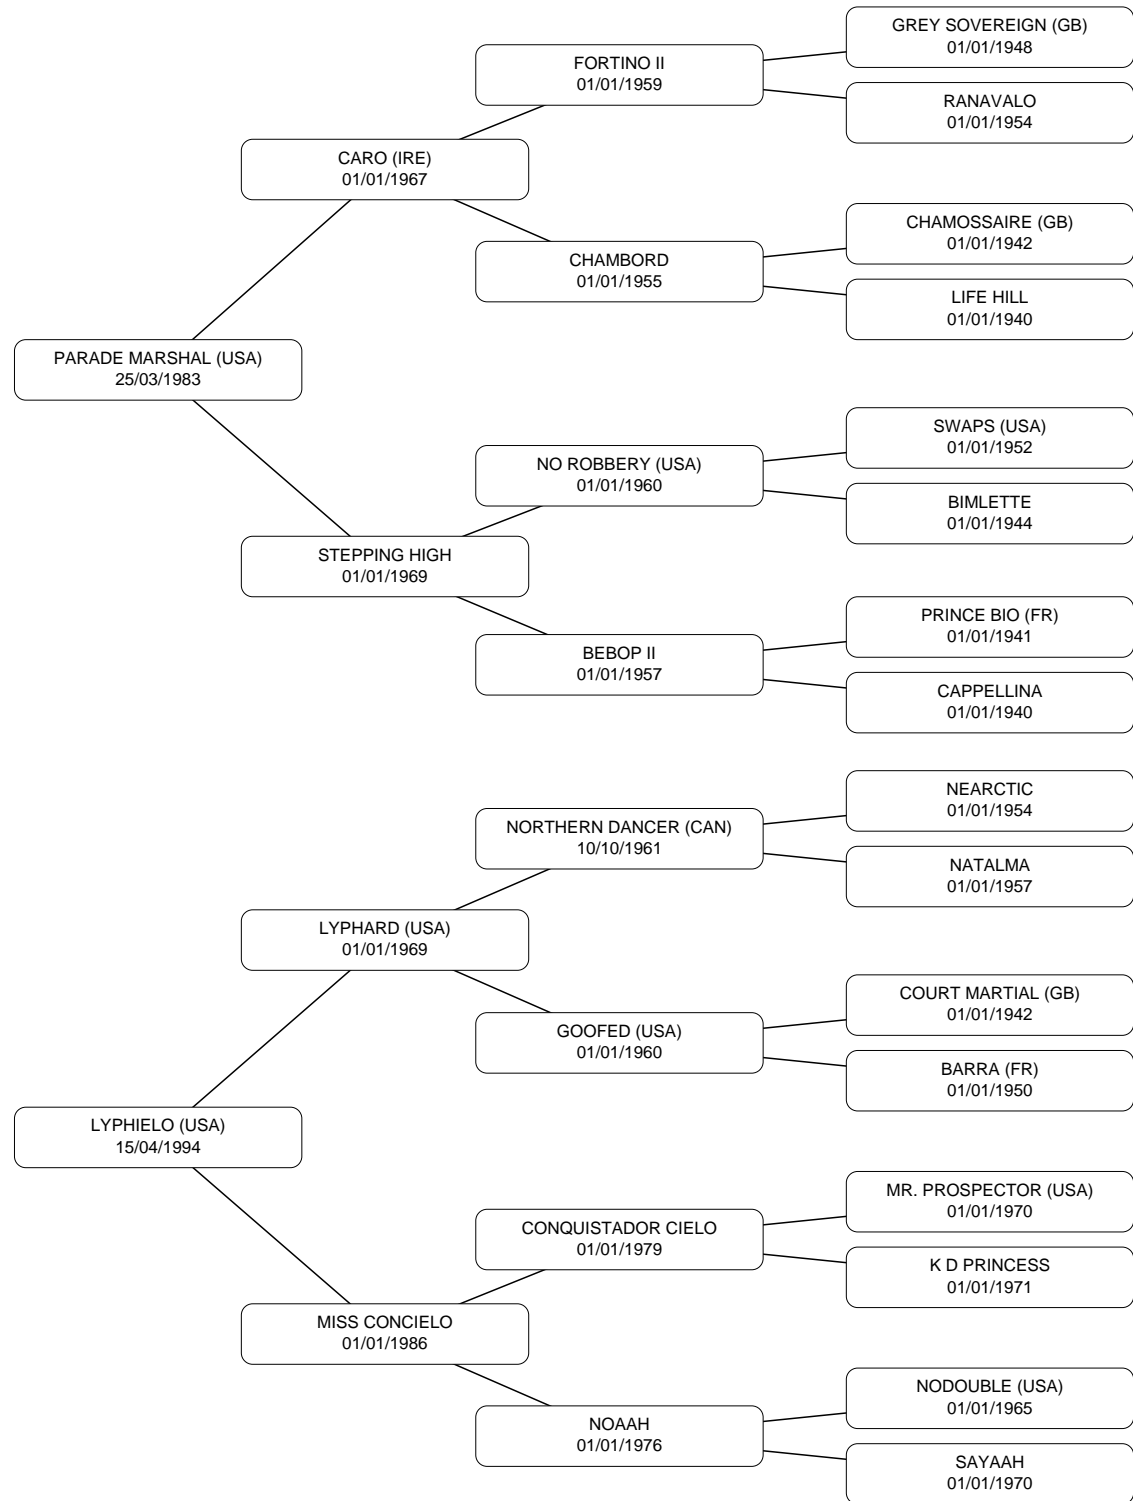 GREY SOVEREIGN (GB)
01/01/1948
FORTINO II
01/01/1959
RANAVALO
01/01/1954
CARO (IRE)
01/01/1967
CHAMOSSAIRE (GB)
01/01/1942
CHAMBORD
01/01/1955
LIFE HILL
01/01/1940
PARADE MARSHAL (USA)
25/03/1983
SWAPS (USA)
01/01/1952
NO ROBBERY (USA)
01/01/1960
BIMLETTE
01/01/1944
STEPPING HIGH
01/01/1969
PRINCE BIO (FR)
01/01/1941
BEBOP II
01/01/1957
CAPPELLINA
01/01/1940
NEARCTIC
01/01/1954
NORTHERN DANCER (CAN)
10/10/1961
NATALMA
01/01/1957
LYPHARD (USA)
01/01/1969
COURT MARTIAL (GB)
01/01/1942
GOOFED (USA)
01/01/1960
BARRA (FR)
01/01/1950
LYPHIELO (USA)
15/04/1994
MR. PROSPECTOR (USA)
01/01/1970
CONQUISTADOR CIELO
01/01/1979
K D PRINCESS
01/01/1971
MISS CONCIELO
01/01/1986
NODOUBLE (USA)
01/01/1965
NOAAH
01/01/1976
SAYAAH
01/01/1970